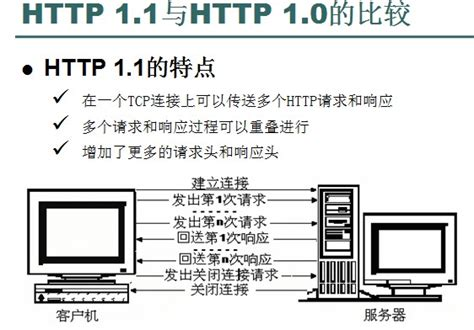 HTTP 1.1与HTTP 1.0的比较
● HTTP 1.1的特点
✓ 在一个TCP连接上可以传送多个HTTP请求和响应
✓ 多个请求和响应过程可以重叠进行
✓ 增加了更多的请求头和响应头
建立连接
发出第1次请求
发出第n次请求
回送第1次响应
回送第n次响应
发出关闭连接请求
关闭连接
客户机
服务器